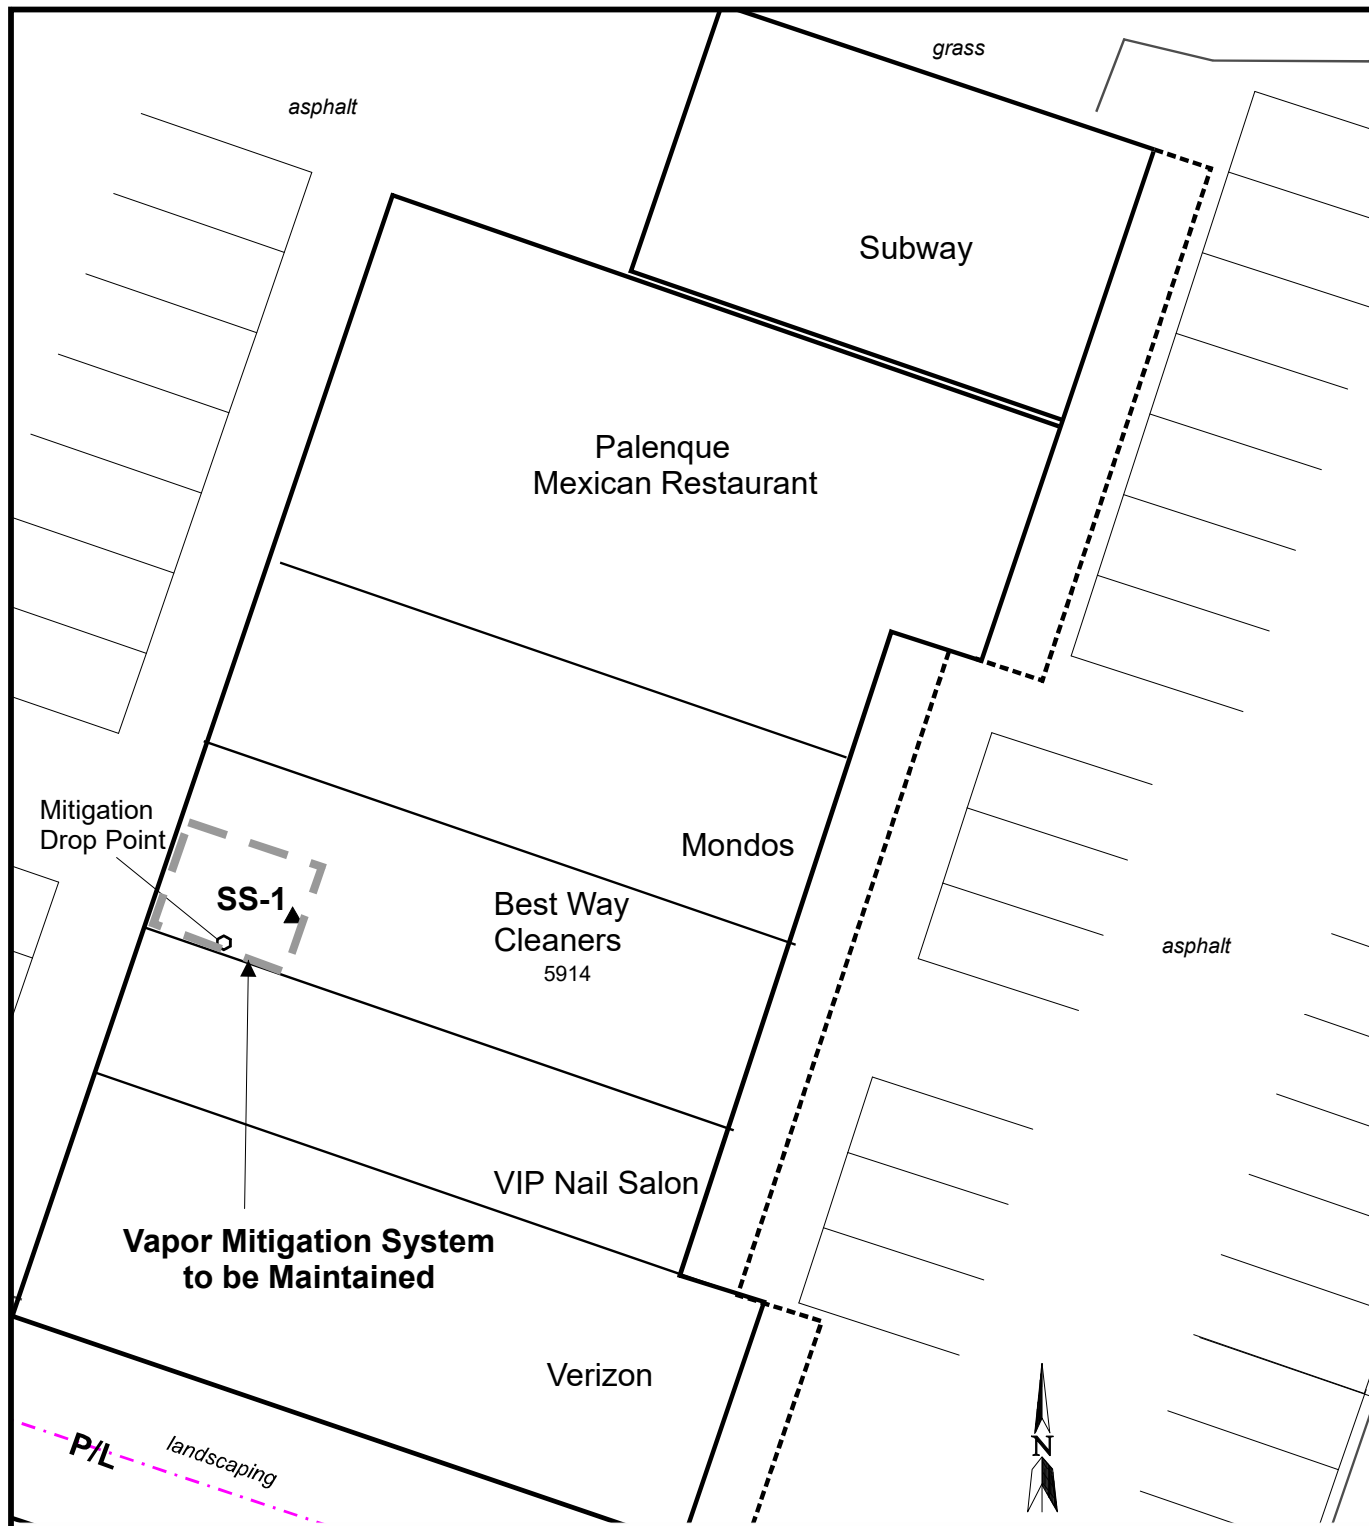 grass
asphalt
Subway
Palenque
Mexican Restaurant
Mitigation
Drop Point
Mondos
SS-1
Best Way
Cleaners
5914
asphalt
VIP Nail Salon
Vapor Mitigation System
to be Maintained
Verizon
P/L
landscaping
N